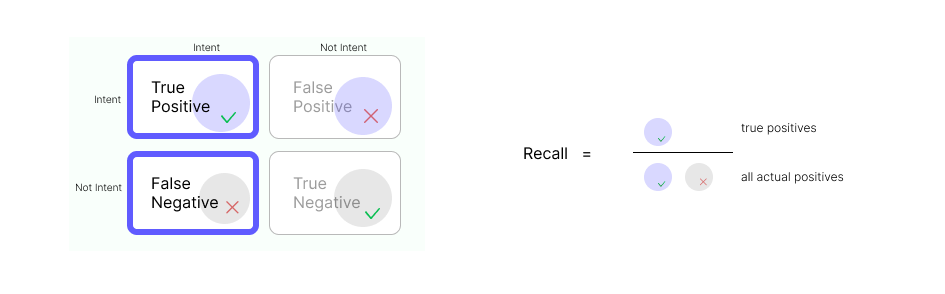 Intent
Not Intent
Intent
True
Positive
False
Positive
Not Intent
False
Negative
True
Negative
Recall =
true positives
all actual positives